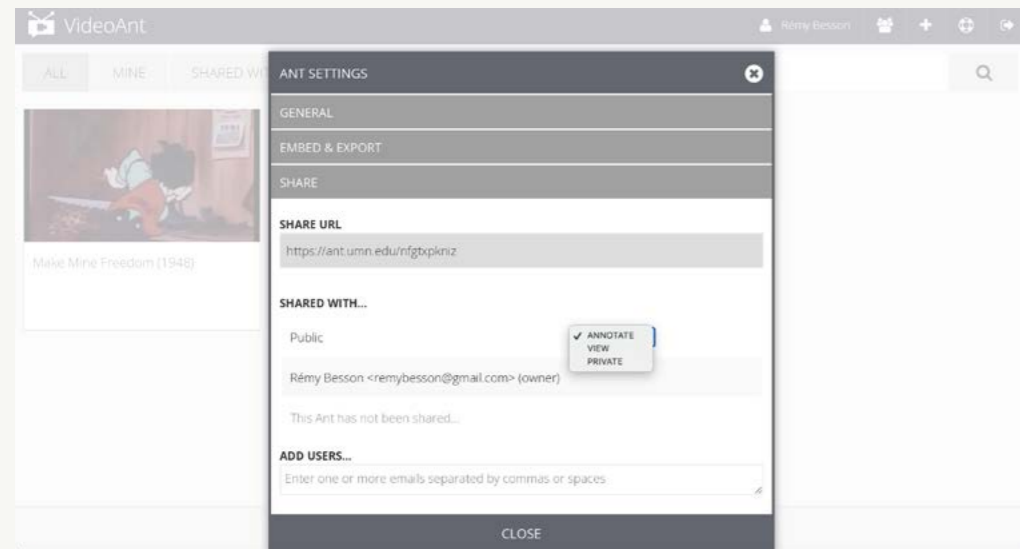 VideoAnt
Rémy Besson
ALL MINE SHARED WIT
ANT SETTINGS
GENERAL
EMBED & EXPORT
SHARE
SHARE URL
https://ant.umn.edu/nfgtxpkniz
SHARED WITH...
Public
✓ ANNOTATE
VIEW
PRIVATE
Rémy Besson <remybesson@gmail.com> (owner)
This Ant has not been shared...
ADD USERS...
Enter one or more emails separated by commas or spaces
CLOSE
Make Mine Freedom (1948)